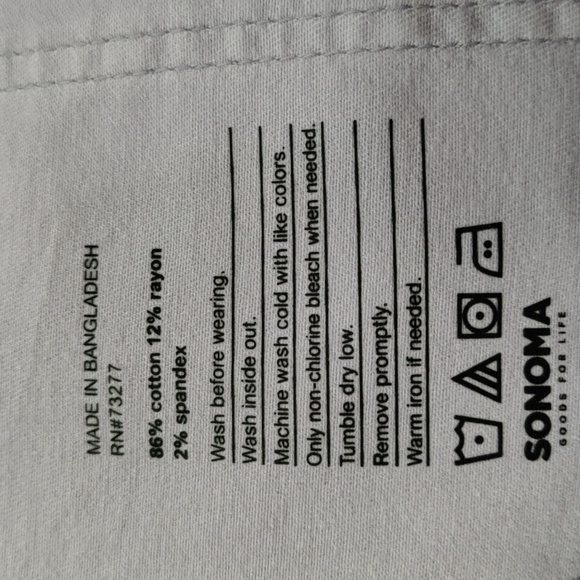 MADE IN BANGLADESH
RN#73277
86% cotton 12% rayon
2% spandex
Wash before wearing.
Wash inside out.
Machine wash cold with like colors.
Only non-chlorine bleach when needed.
Tumble dry low.
Remove promptly.
Warm iron if needed.
SONOMA
GOODS FOR LIFE